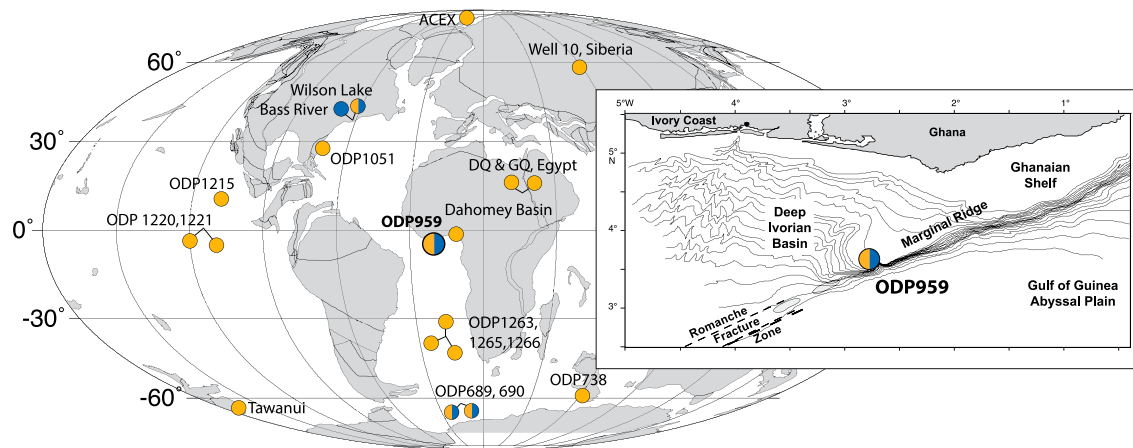 ACEX
60°
Well 10, Siberia
Wilson Lake
Bass River
30°
ODP1051
DQ & GQ, Egypt
ODP1215
ODP 1220,1221
ODP959
Dahomey Basin
0°
-30°
ODP1263,
1265,1266
ODP689, 690
ODP738
-60°
Tawanui
5°W
4°
3°
2°
1°
Ivory Coast
Ghana
5°
N
Ghanaian
Shelf
Deep
Ivorian
Basin
Marginal Ridge
4°
ODP959
Gulf of Guinea
Abyssal Plain
3°
Romanche
Fracture
Zone